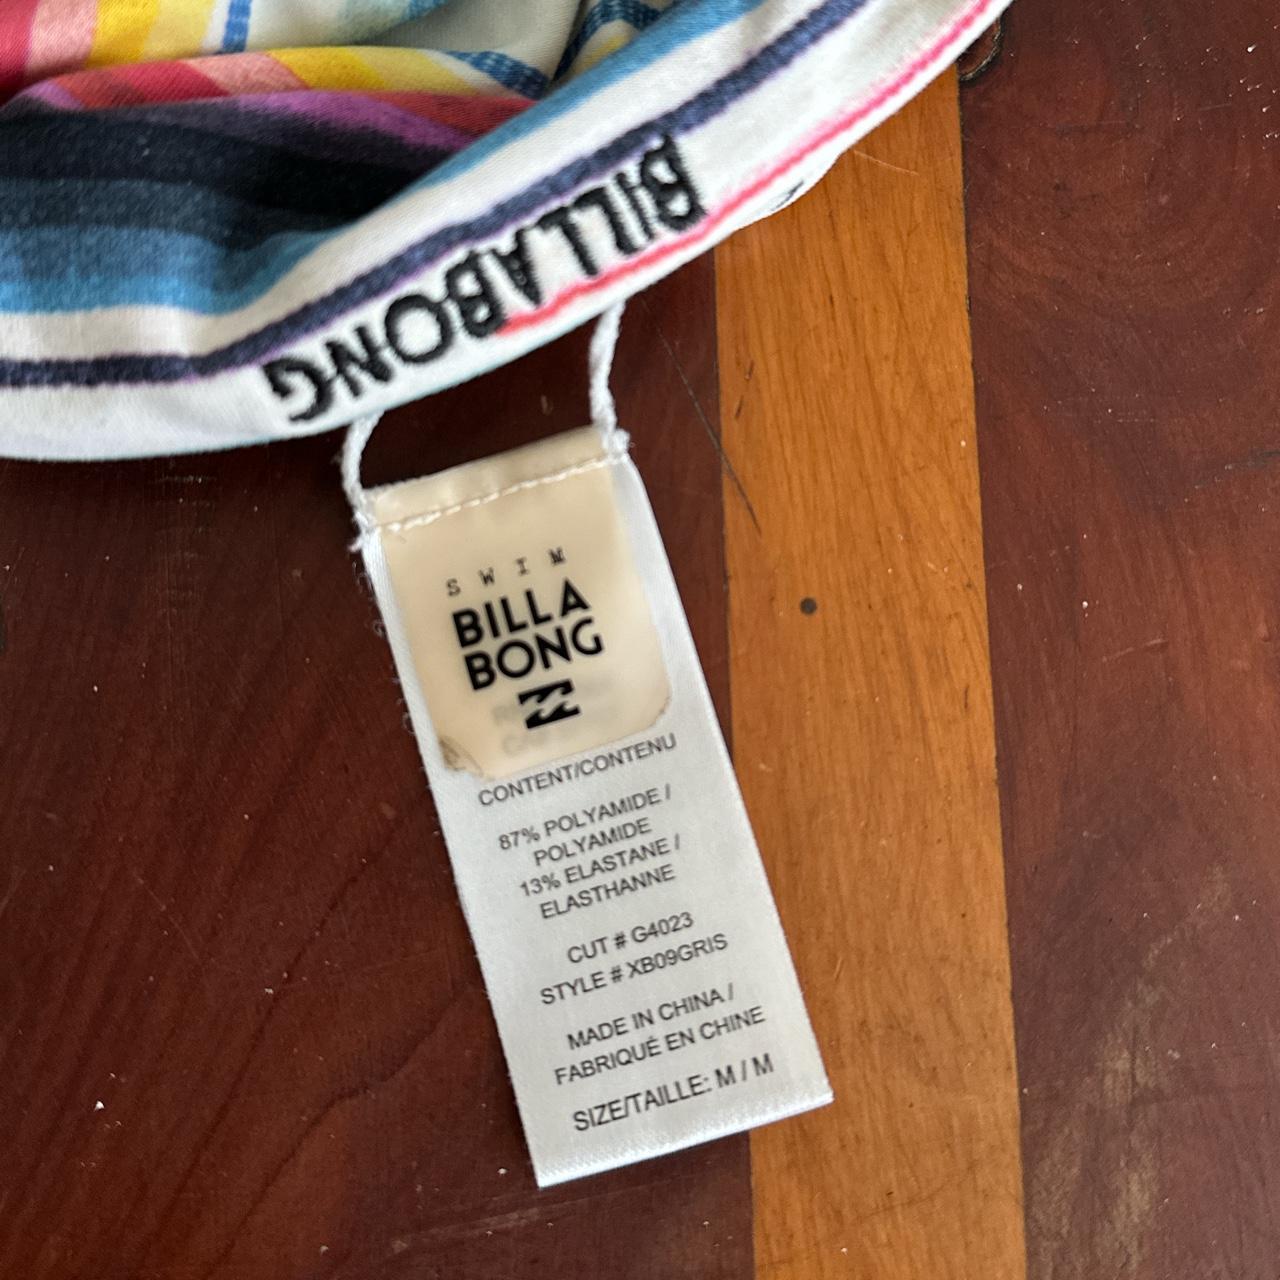 BILLABONG
SWIM
BILLA
BONG
CONTENT/CONTENU
87% POLYAMIDE /
POLYAMIDE
13% ELASTANE /
ELASTHANNE
CUT # G4023
STYLE # XB09GRIS
MADE IN CHINA /
FABRIQUÉ EN CHINE
SIZE/TAILLE: M / M